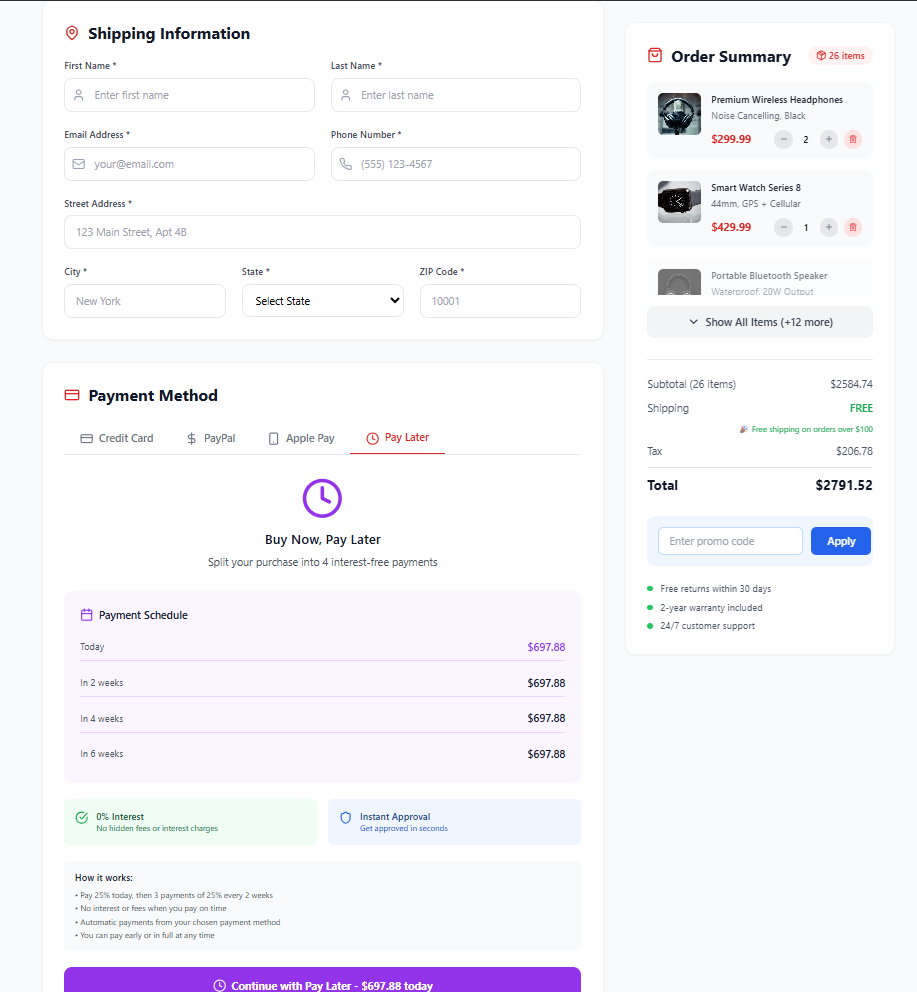 Shipping Information
First Name *
Last Name *
Enter first name
Enter last name
Email Address *
Phone Number *
your@email.com
(555) 123-4567
Street Address *
123 Main Street, Apt 4B
City *
State *
ZIP Code *
New York
Select State
10001
Payment Method
Credit Card
PayPal
Apple Pay
Pay Later
Buy Now, Pay Later
Split your purchase into 4 interest-free payments
Payment Schedule
Today $697.88
In 2 weeks $697.88
In 4 weeks $697.88
In 6 weeks $697.88
0% Interest
No hidden fees or interest charges
Instant Approval
Get approved in seconds
How it works:
• Pay 25% today, then 3 payments of 25% every 2 weeks
• No interest or fees when you pay on time
• Automatic payments from your chosen payment method
• You can pay early or in full at any time
Continue with Pay Later - $697.88 today
Order Summary
26 items
Premium Wireless Headphones
Noise Cancelling, Black
$299.99 − 2 +
Smart Watch Series 8
44mm, GPS + Cellular
$429.99 − 1 +
Portable Bluetooth Speaker
Waterproof, 20W Output
Show All Items (+12 more)
Subtotal (26 items) $2584.74
Shipping FREE
🎉 Free shipping on orders over $100
Tax $206.78
Total $2791.52
Enter promo code
Apply
Free returns within 30 days
2-year warranty included
24/7 customer support